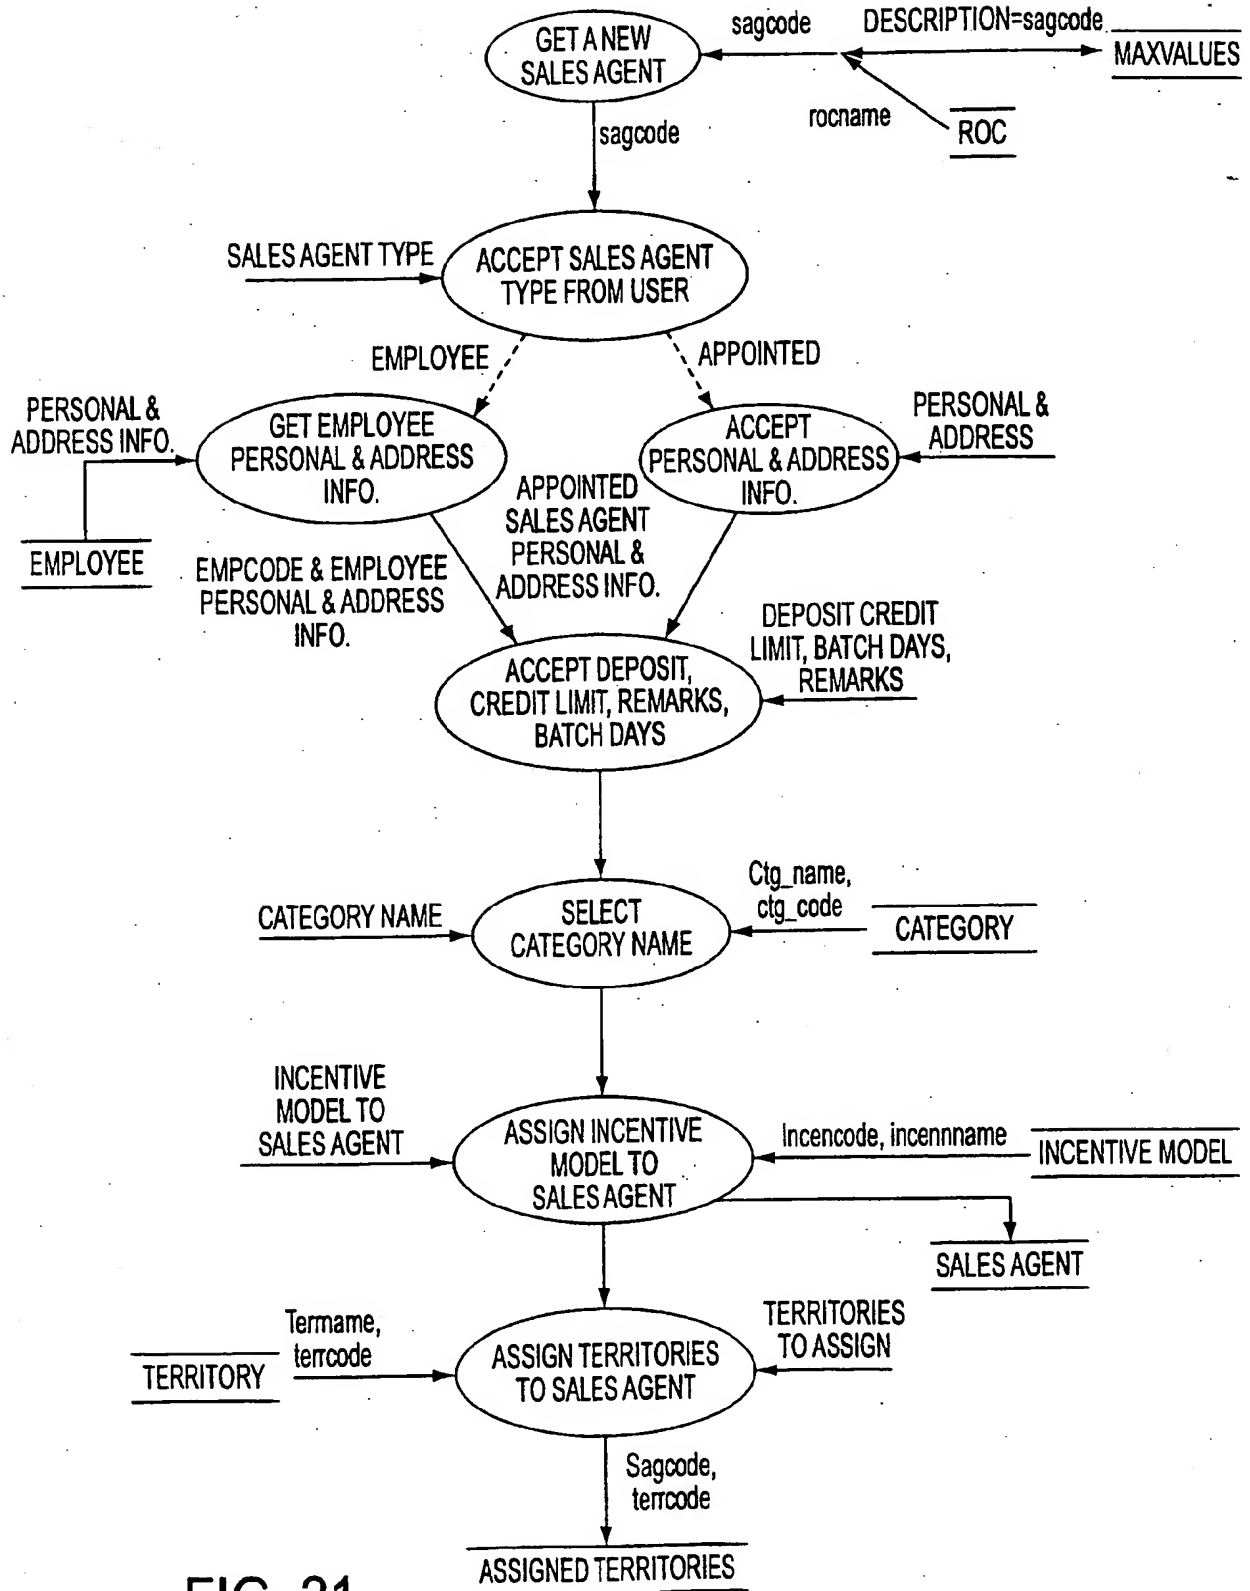 GET A NEW
SALES AGENT
sagcode
DESCRIPTION=sagcode
MAXVALUES
rocname
ROC
sagcode
SALES AGENT TYPE
ACCEPT SALES AGENT
TYPE FROM USER
EMPLOYEE
APPOINTED
PERSONAL &
ADDRESS INFO.
GET EMPLOYEE
PERSONAL & ADDRESS
INFO.
ACCEPT
PERSONAL & ADDRESS
INFO.
PERSONAL &
ADDRESS
EMPLOYEE
EMPCODE & EMPLOYEE
PERSONAL & ADDRESS
INFO.
APPOINTED
SALES AGENT
PERSONAL &
ADDRESS INFO.
ACCEPT DEPOSIT,
CREDIT LIMIT, REMARKS,
BATCH DAYS
DEPOSIT CREDIT
LIMIT, BATCH DAYS,
REMARKS
CATEGORY NAME
SELECT
CATEGORY NAME
Ctg_name,
ctg_code
CATEGORY
INCENTIVE
MODEL TO
SALES AGENT
ASSIGN INCENTIVE
MODEL TO
SALES AGENT
Incencode, incennname
INCENTIVE MODEL
SALES AGENT
Terrname,
terrcode
TERRITORY
ASSIGN TERRITORIES
TO SALES AGENT
TERRITORIES
TO ASSIGN
Sagcode,
terrcode
ASSIGNED TERRITORIES
FIG. 21